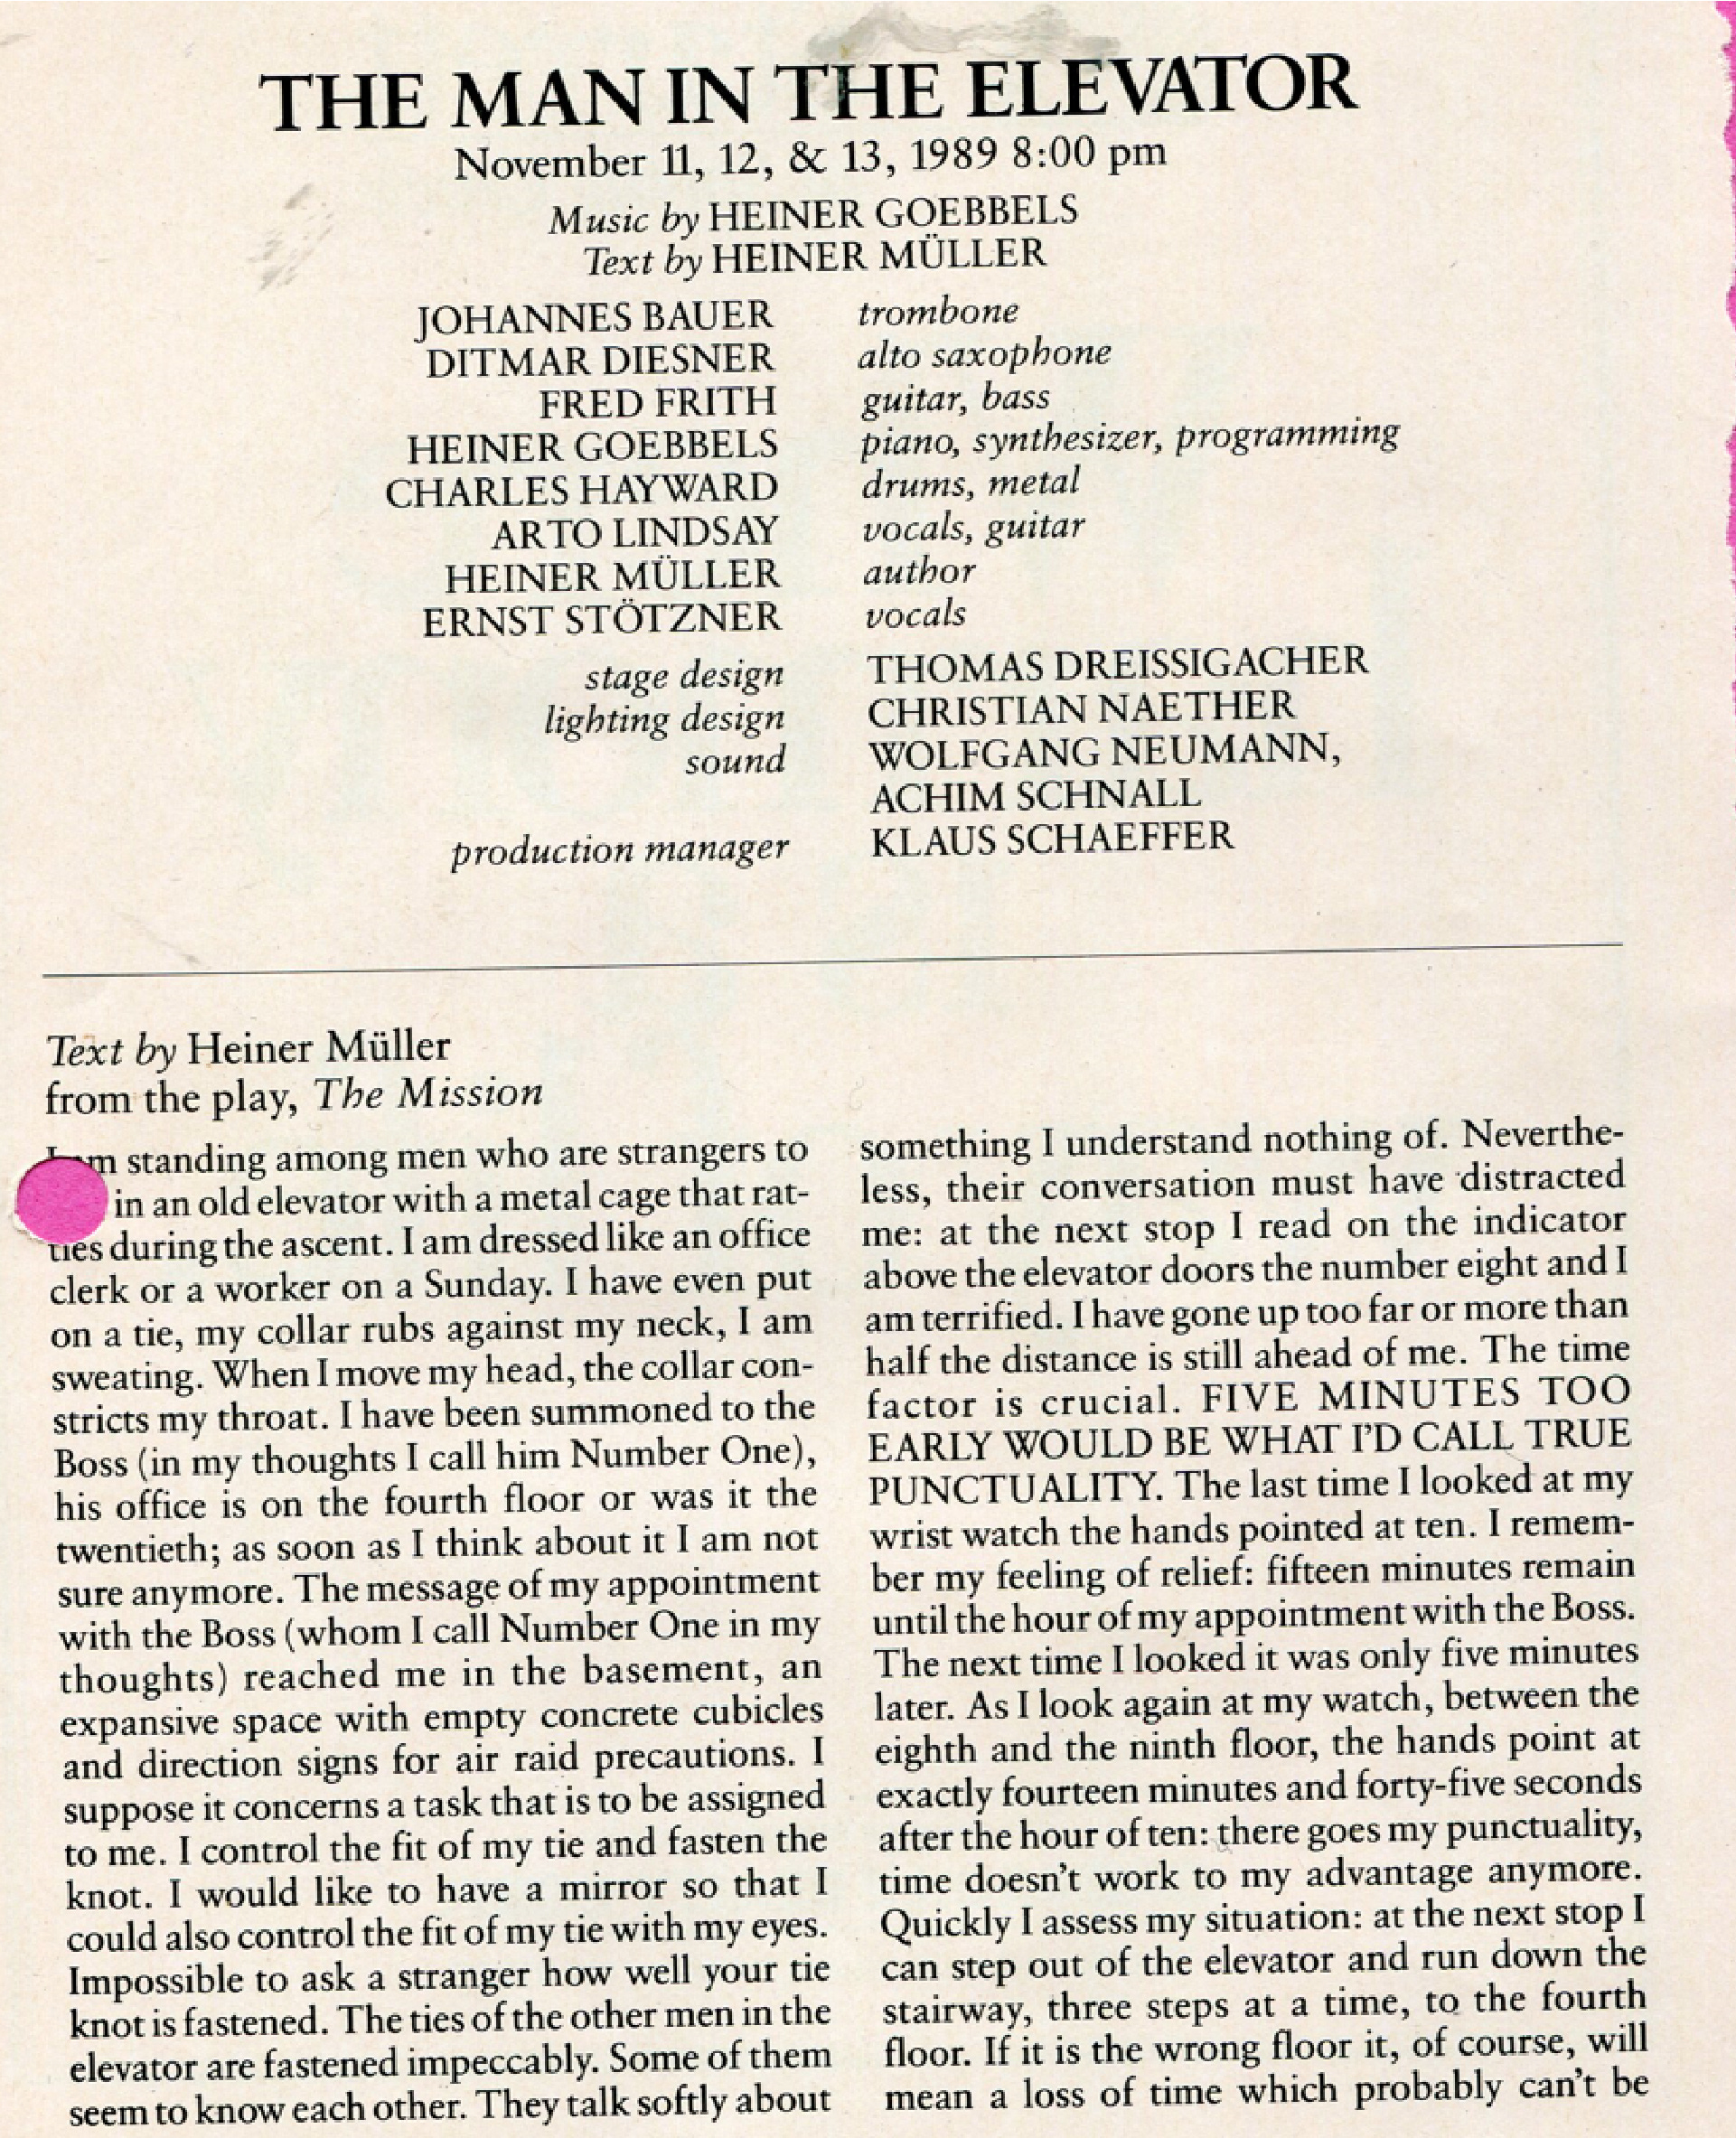 THE MAN IN THE ELEVATOR
November 11, 12, & 13, 1989 8:00 pm
Music by HEINER GOEBBELS
Text by HEINER MÜLLER
JOHANNES BAUER trombone
DITMAR DIESNER alto saxophone
FRED FRITH guitar, bass
HEINER GOEBBELS piano, synthesizer, programming
CHARLES HAYWARD drums, metal
ARTO LINDSAY vocals, guitar
HEINER MÜLLER author
ERNST STÖTZNER vocals
stage design THOMAS DREISSIGACHER
lighting design CHRISTIAN NAETHER
sound WOLFGANG NEUMANN,
ACHIM SCHNALL
production manager KLAUS SCHAEFFER
Text by Heiner Müller
from the play, The Mission
standing among men who are strangers to
in an old elevator with a metal cage that rat-
tles during the ascent. I am dressed like an office
clerk or a worker on a Sunday. I have even put
on a tie, my collar rubs against my neck, I am
sweating. When I move my head, the collar con-
stricts my throat. I have been summoned to the
Boss (in my thoughts I call him Number One),
his office is on the fourth floor or was it the
twentieth; as soon as I think about it I am not
sure anymore. The message of my appointment
with the Boss (whom I call Number One in my
thoughts) reached me in the basement, an
expansive space with empty concrete cubicles
and direction signs for air raid precautions. I
suppose it concerns a task that is to be assigned
to me. I control the fit of my tie and fasten the
knot. I would like to have a mirror so that I
could also control the fit of my tie with my eyes.
Impossible to ask a stranger how well your tie
knot is fastened. The ties of the other men in the
elevator are fastened impeccably. Some of them
seem to know each other. They talk softly about
something I understand nothing of. Neverthe-
less, their conversation must have distracted
me: at the next stop I read on the indicator
above the elevator doors the number eight and I
am terrified. I have gone up too far or more than
half the distance is still ahead of me. The time
factor is crucial. FIVE MINUTES TOO
EARLY WOULD BE WHAT I'D CALL TRUE
PUNCTUALITY. The last time I looked at my
wrist watch the hands pointed at ten. I remem-
ber my feeling of relief: fifteen minutes remain
until the hour of my appointment with the Boss.
The next time I looked it was only five minutes
later. As I look again at my watch, between the
eighth and the ninth floor, the hands point at
exactly fourteen minutes and forty-five seconds
after the hour of ten: there goes my punctuality,
time doesn't work to my advantage anymore.
Quickly I assess my situation: at the next stop I
can step out of the elevator and run down the
stairway, three steps at a time, to the fourth
floor. If it is the wrong floor it, of course, will
mean a loss of time which probably can't be